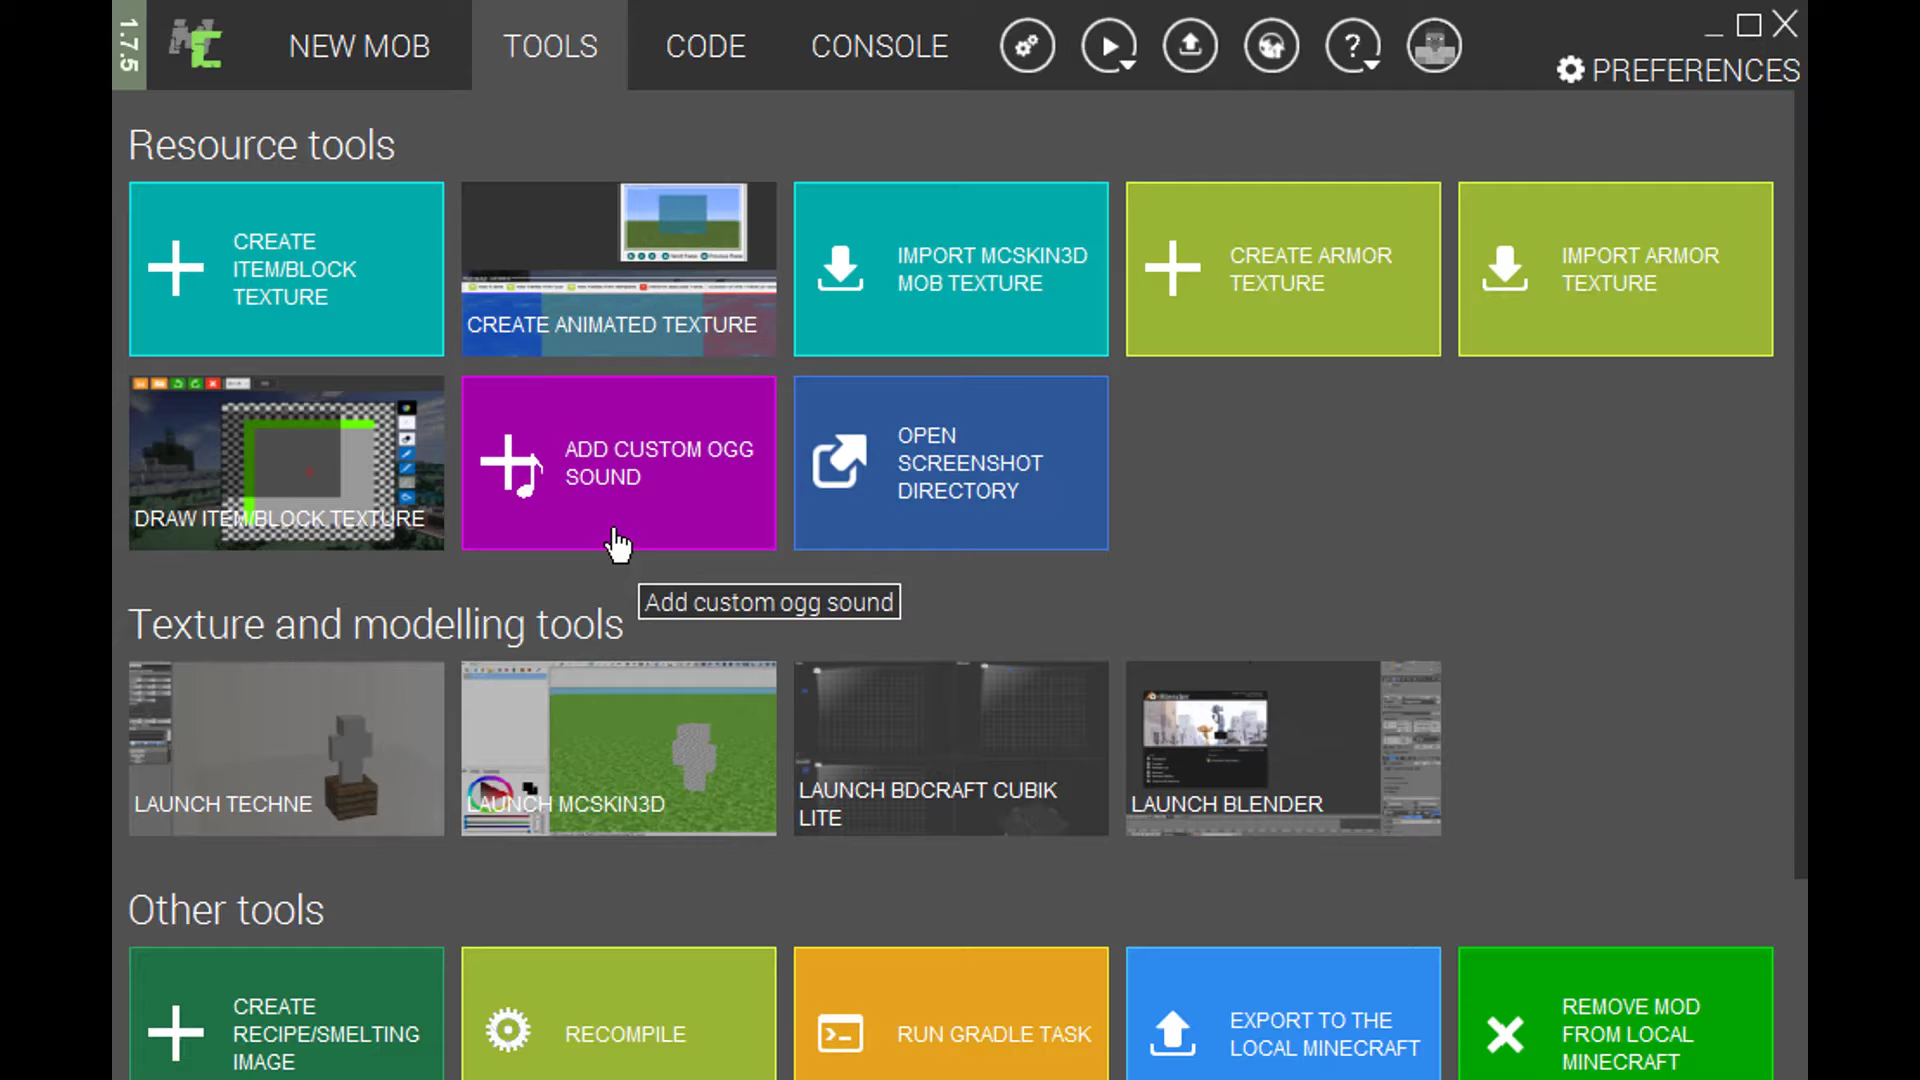 1.7.5
NEW MOB
TOOLS
CODE
CONSOLE
?
PREFERENCES
Resource tools
CREATE
ITEM/BLOCK
TEXTURE
CREATE ANIMATED TEXTURE
IMPORT MCSKIN3D
MOB TEXTURE
CREATE ARMOR
TEXTURE
IMPORT ARMOR
TEXTURE
DRAW ITEM/BLOCK TEXTURE
ADD CUSTOM OGG
SOUND
OPEN
SCREENSHOT
DIRECTORY
Add custom ogg sound
Texture and modelling tools
LAUNCH TECHNE
LAUNCH MCSKIN3D
LAUNCH BDCRAFT CUBIK
LITE
blender
LAUNCH BLENDER
Other tools
CREATE
RECIPE/SMELTING
IMAGE
RECOMPILE
RUN GRADLE TASK
EXPORT TO THE
LOCAL MINECRAFT
REMOVE MOD
FROM LOCAL
MINECRAFT